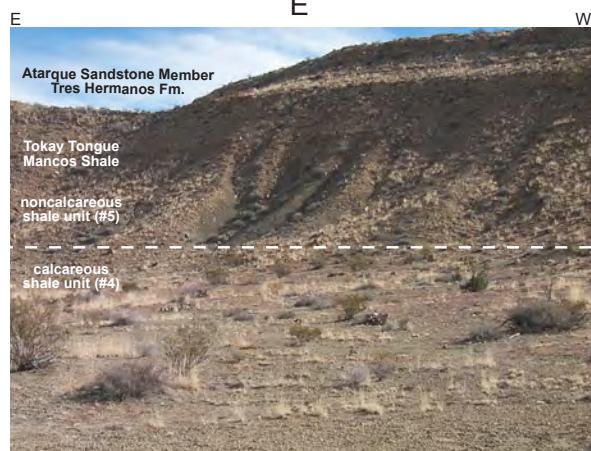 E
E W
Atarque Sandstone Member
Tres Hermanos Fm.
Tokay Tongue
Mancos Shale
noncalcareous
shale unit (#5)
calcareous
shale unit (#4)